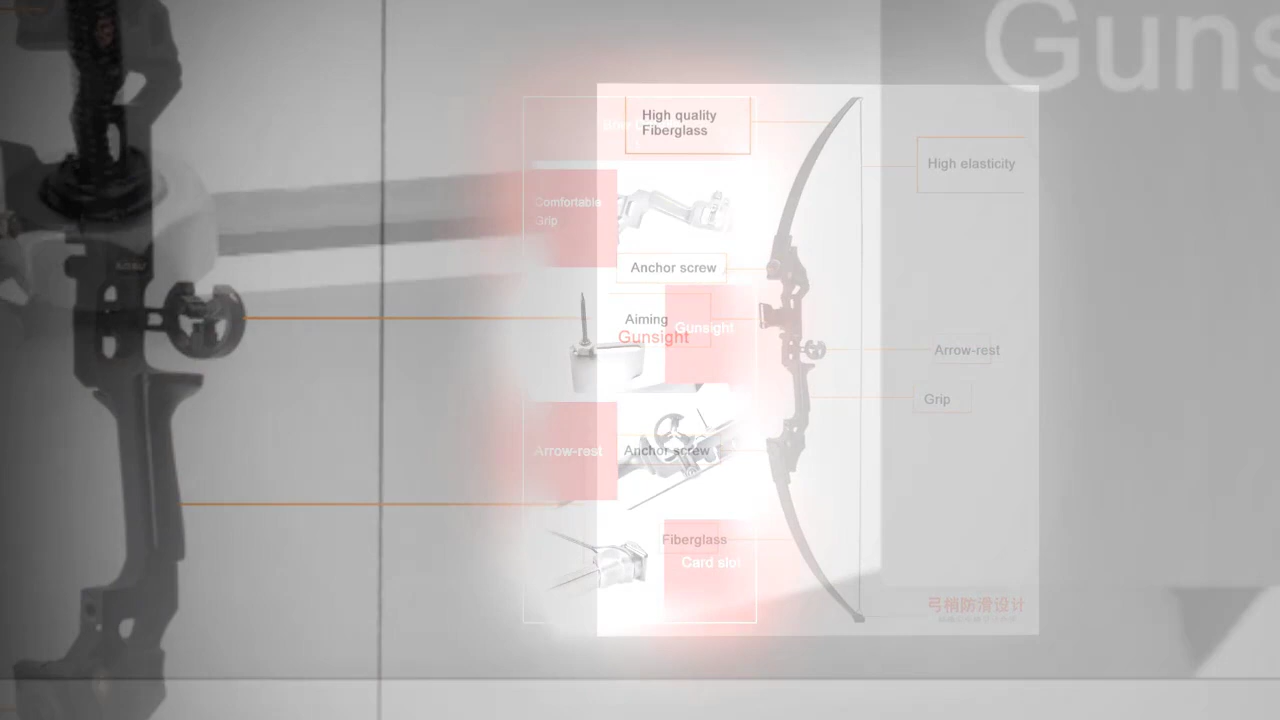 Guns
High quality
Fiberglass
High elasticity
Comfortable
Grip
Anchor screw
Aiming
Gunsight
Gunsight
Arrow-rest
Grip
Arrow-rest
Anchor screw
Fiberglass
Card slot
弓梢防滑设计